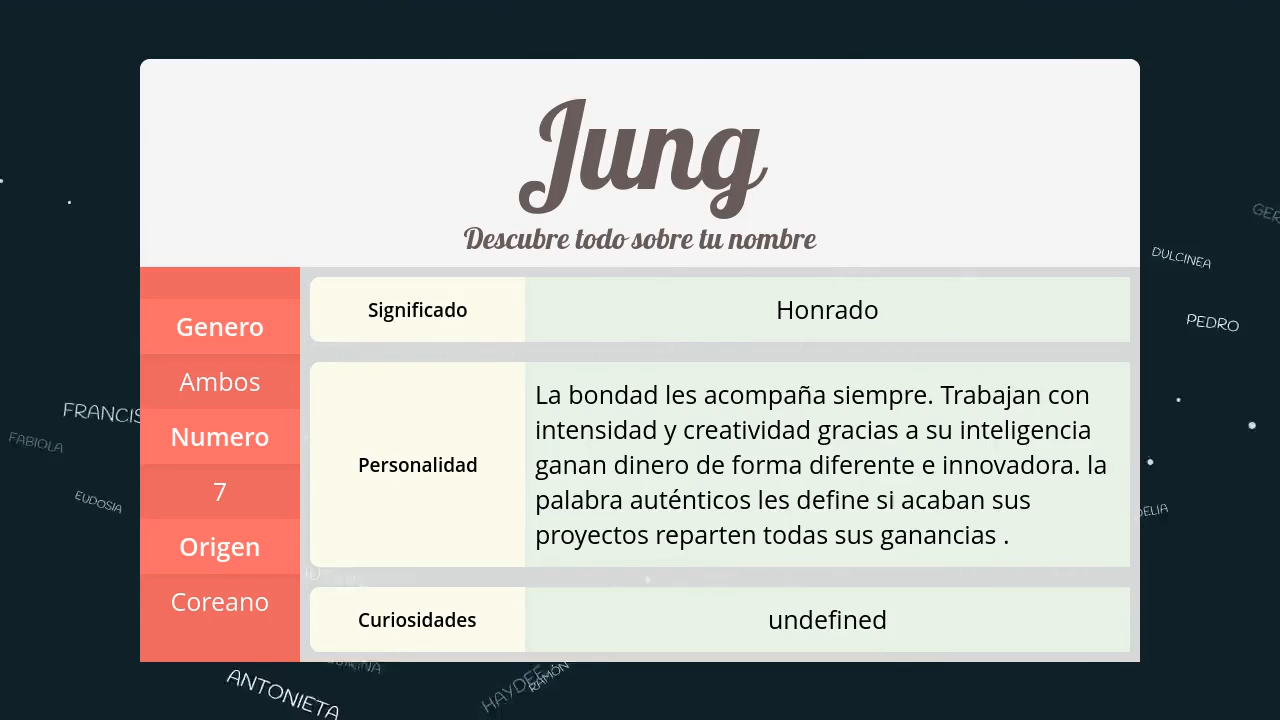 Jung
Descubre todo sobre tu nombre
Genero
Ambos
Numero
7
Origen
Coreano
Significado
Honrado
Personalidad
La bondad les acompaña siempre. Trabajan con
intensidad y creatividad gracias a su inteligencia
ganan dinero de forma diferente e innovadora. la
palabra auténticos les define si acaban sus
proyectos reparten todas sus ganancias .
Curiosidades
undefined
DULCINEA
PEDRO
FABIOLA
EUDOSIA
ANTONIETA
HAYDEE
RAMÓN